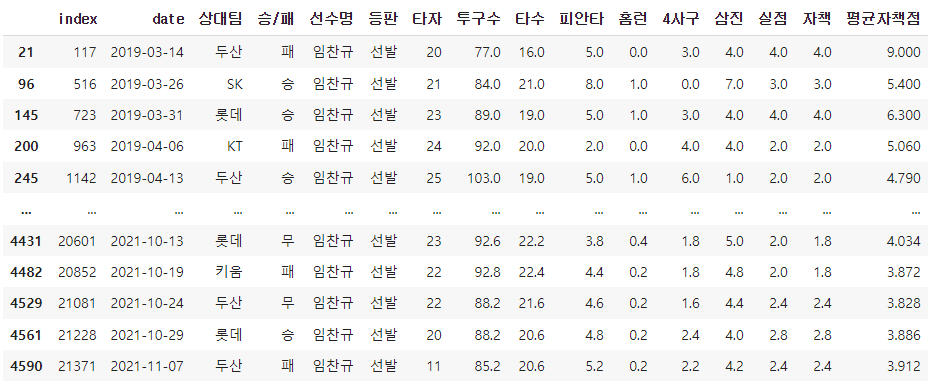 index date 상대팀 승/패 선수명 등판 타자 투구수 타수 피안타 홈런 4사구 삼진 실점 자책 평균자책점
21 117 2019-03-14 두산 패 임찬규 선발 20 77.0 16.0 5.0 0.0 3.0 4.0 4.0 4.0 9.000
96 516 2019-03-26 SK 승 임찬규 선발 21 84.0 21.0 8.0 1.0 0.0 7.0 3.0 3.0 5.400
145 723 2019-03-31 롯데 승 임찬규 선발 23 89.0 19.0 5.0 1.0 3.0 4.0 4.0 4.0 6.300
200 963 2019-04-06 KT 패 임찬규 선발 24 92.0 20.0 2.0 0.0 4.0 4.0 2.0 2.0 5.060
245 1142 2019-04-13 두산 승 임찬규 선발 25 103.0 19.0 5.0 1.0 6.0 1.0 2.0 2.0 4.790
... ... ... ... ... ... ... ... ... ... ... ... ... ... ... ... ...
4431 20601 2021-10-13 롯데 무 임찬규 선발 23 92.6 22.2 3.8 0.4 1.8 5.0 2.0 1.8 4.034
4482 20852 2021-10-19 키움 패 임찬규 선발 22 92.8 22.4 4.4 0.2 1.8 4.8 2.0 1.8 3.872
4529 21081 2021-10-24 두산 무 임찬규 선발 22 88.2 21.6 4.6 0.2 1.6 4.4 2.4 2.4 3.828
4561 21228 2021-10-29 롯데 승 임찬규 선발 20 88.2 20.6 4.8 0.2 2.4 4.0 2.8 2.8 3.886
4590 21371 2021-11-07 두산 패 임찬규 선발 11 85.2 20.6 5.2 0.2 2.2 4.2 2.4 2.4 3.912